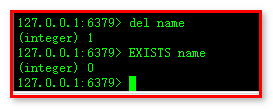 127.0.0.1:6379> del name
(integer) 1
127.0.0.1:6379> EXISTS name
(integer) 0
127.0.0.1:6379>